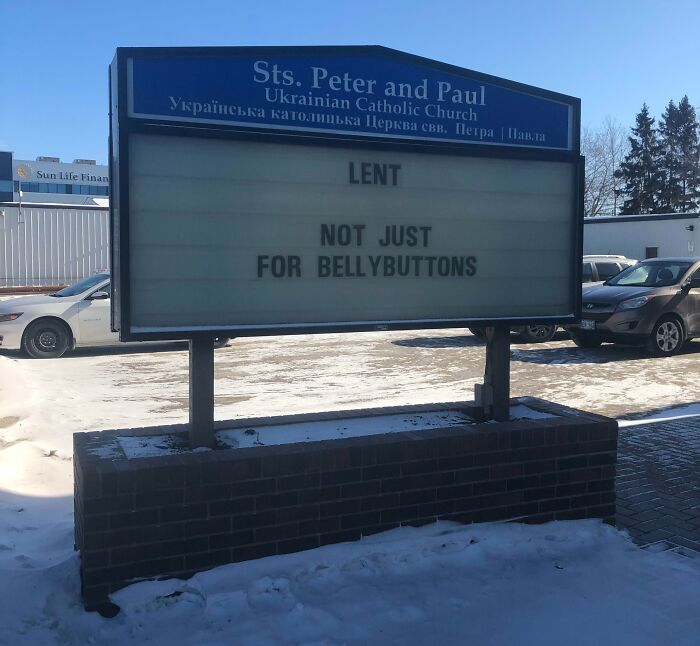 Sts. Peter and Paul
Ukrainian Catholic Church
Українська католицька Церква свв. Петра і Павла
LENT
NOT JUST
FOR BELLYBUTTONS
Sun Life Finan